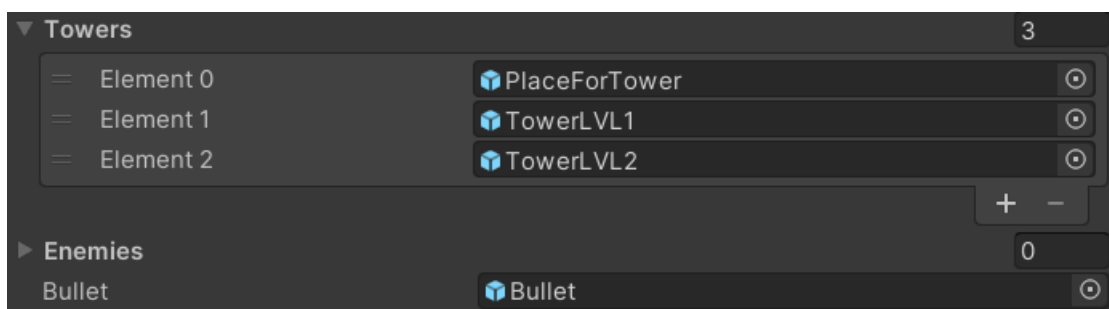 Towers 3
Element 0 PlaceForTower
Element 1 TowerLVL1
Element 2 TowerLVL2
+ −
Enemies 0
Bullet Bullet